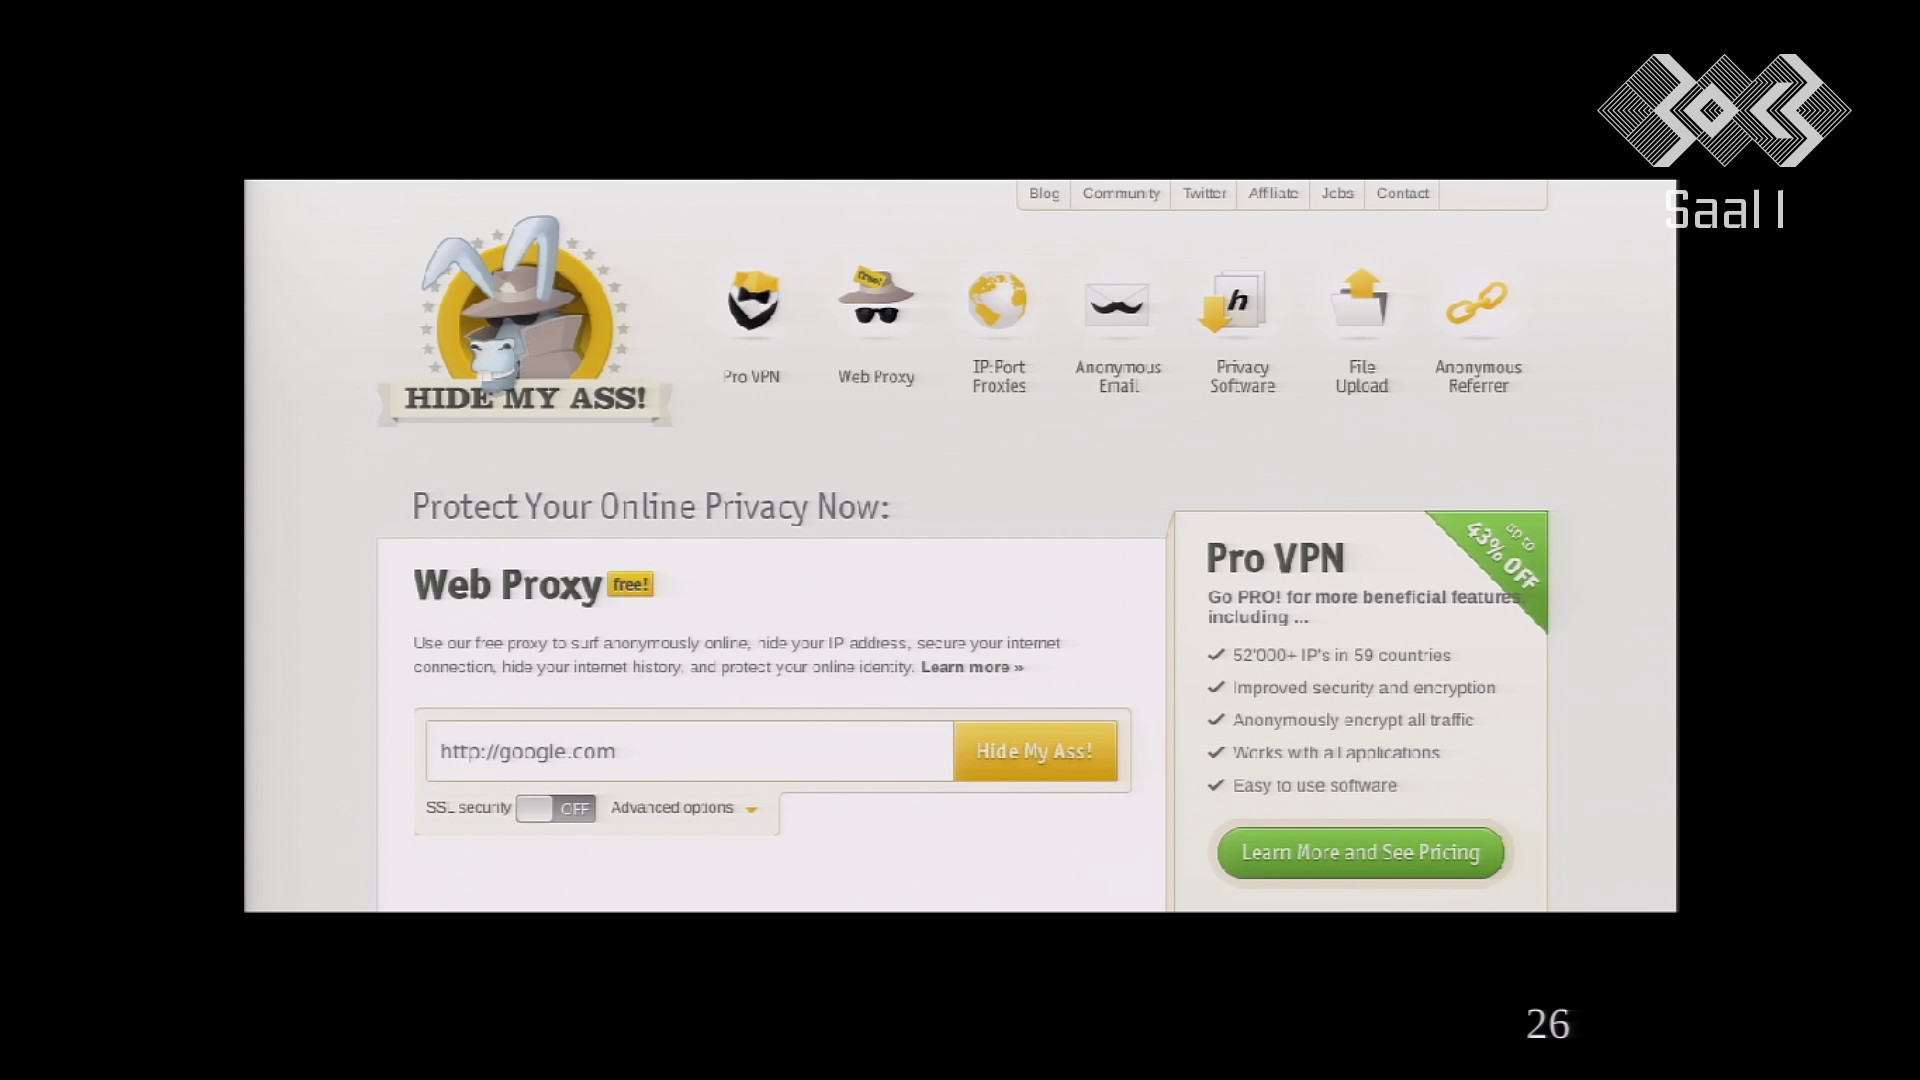 Saal 1
Blog Community Twitter Affiliate Jobs Contact
HIDE MY ASS!
free!
h
Pro VPN
Web Proxy
IP:Port
Proxies
Anonymous
Email
Privacy
Software
File
Upload
Anonymous
Referrer
Protect Your Online Privacy Now:
Web Proxy free!
Use our free proxy to surf anonymously online, hide your IP address, secure your internet
connection, hide your internet history, and protect your online identity. Learn more »
http://google.com
Hide My Ass!
SSL security OFF Advanced options
up to
43% OFF
Pro VPN
Go PRO! for more beneficial features,
including ...
52'000+ IP's in 59 countries
Improved security and encryption
Anonymously encrypt all traffic
Works with all applications
Easy to use software
Learn More and See Pricing
26